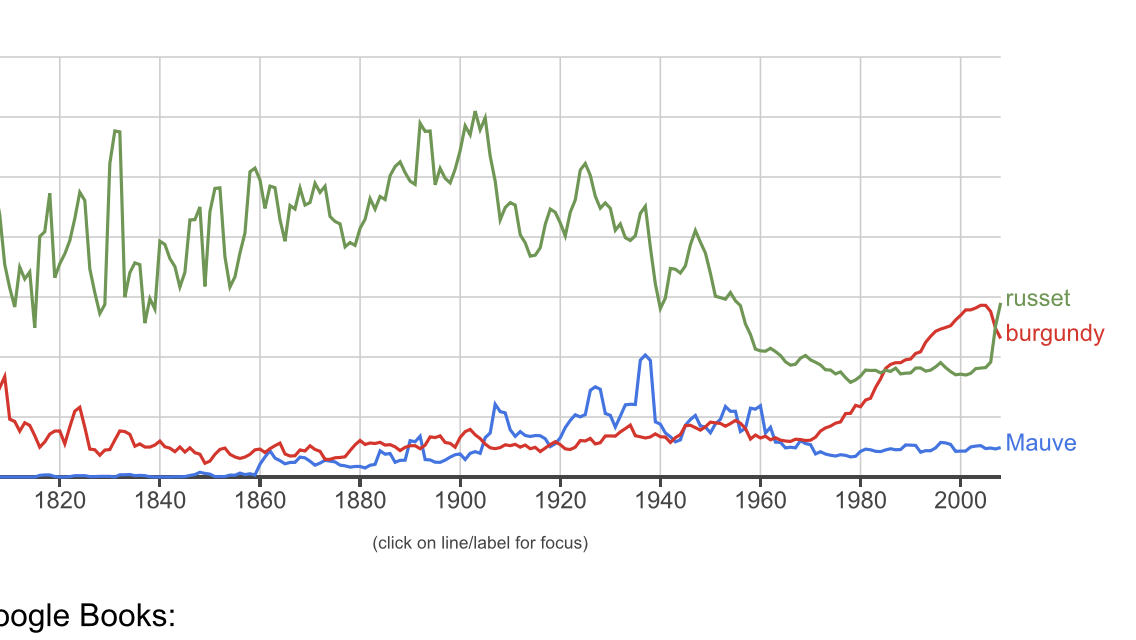 russet
burgundy
Mauve
1820 1840 1860 1880 1900 1920 1940 1960 1980 2000
(click on line/label for focus)
oogle Books: